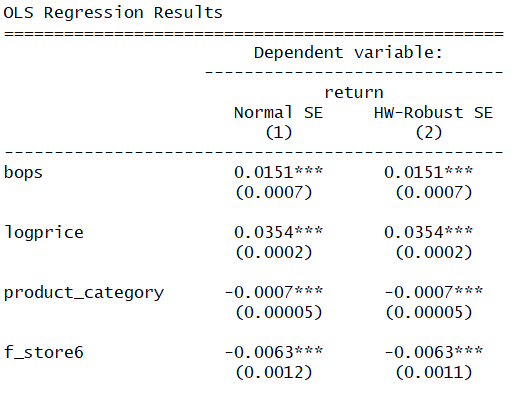 OLS Regression Results
==================================================
Dependent variable:
------------------------------
return
Normal SE HW-Robust SE
(1) (2)
--------------------------------------------------
bops 0.0151*** 0.0151***
(0.0007) (0.0007)
logprice 0.0354*** 0.0354***
(0.0002) (0.0002)
product_category -0.0007*** -0.0007***
(0.00005) (0.00005)
f_store6 -0.0063*** -0.0063***
(0.0012) (0.0011)